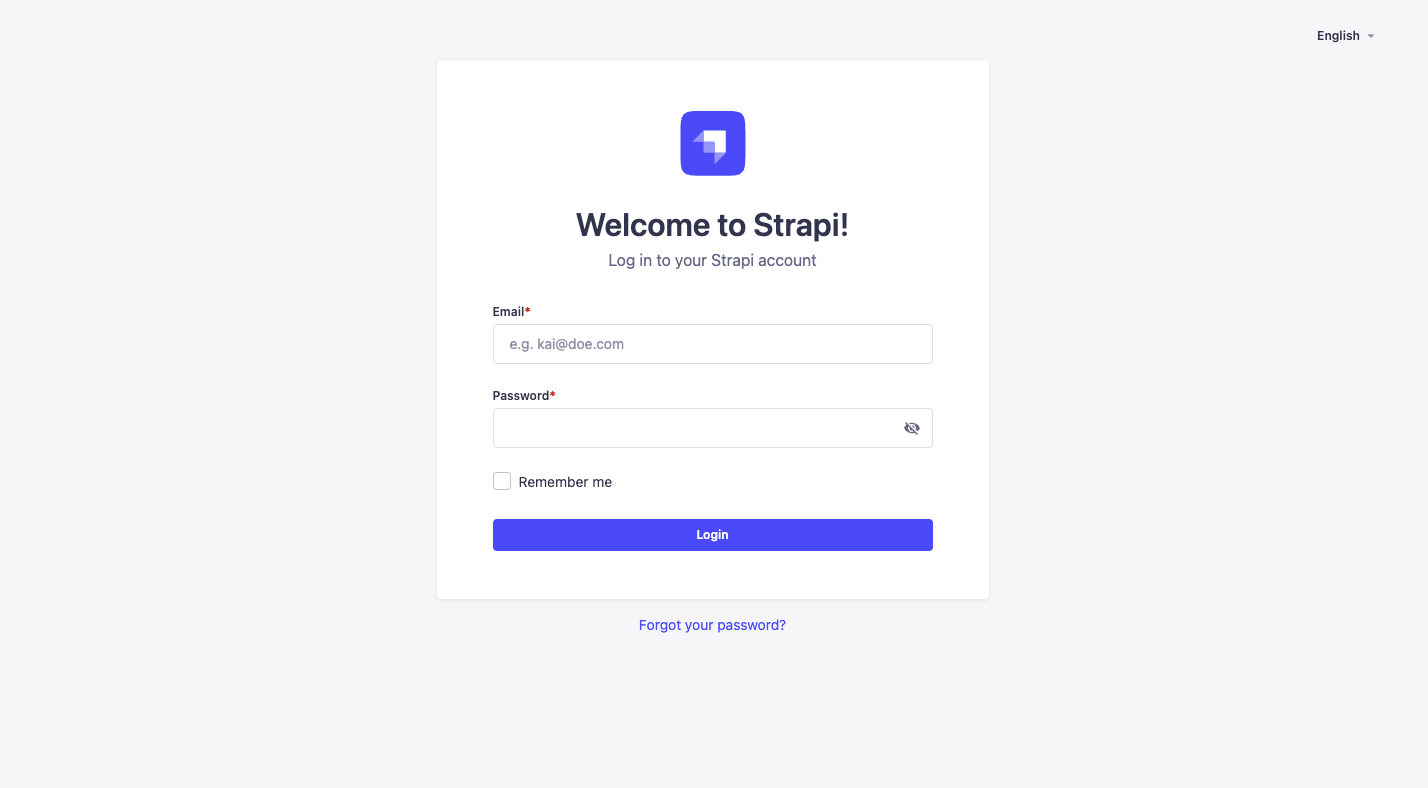 English
Welcome to Strapi!
Log in to your Strapi account
Email*
e.g. kai@doe.com
Password*
Remember me
Login
Forgot your password?